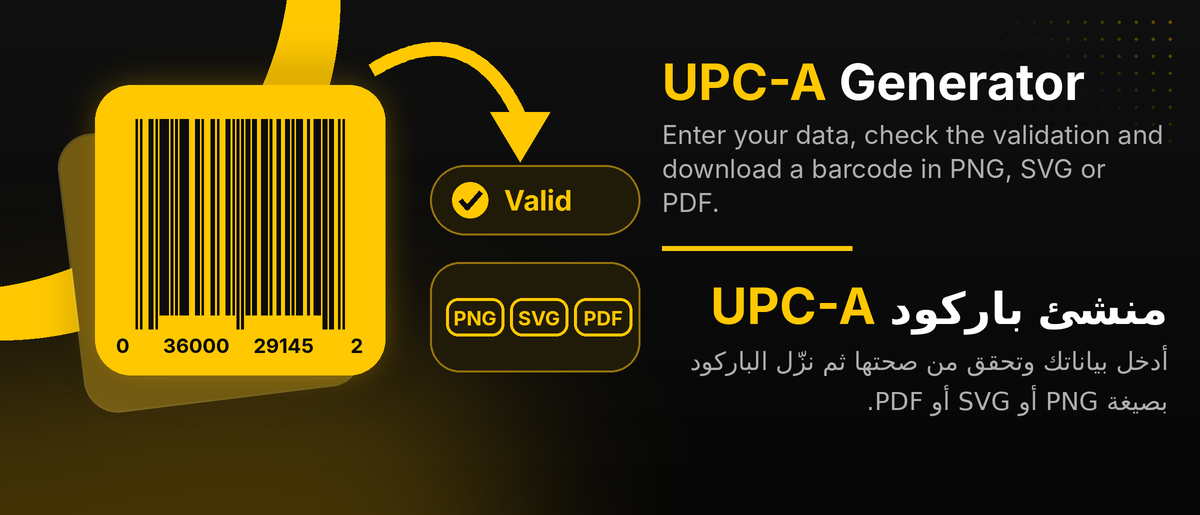 0 36000 29145 2
Valid
PNG SVG PDF
UPC-A Generator
Enter your data, check the validation and
download a barcode in PNG, SVG or
PDF.
منشئ باركود UPC-A
أدخل بياناتك وتحقق من صحتها ثم نزّل الباركود
بصيغة PNG أو SVG أو PDF.